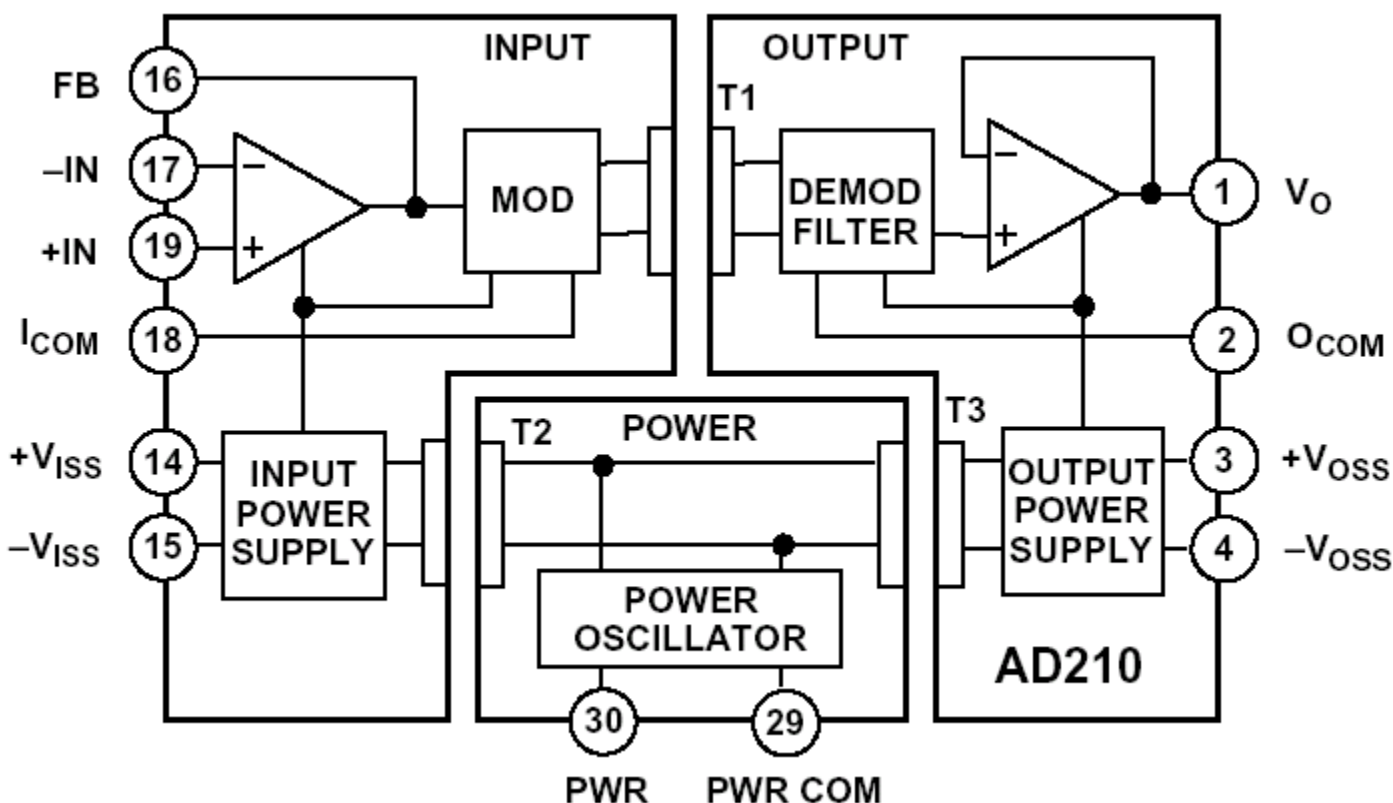 INPUT
OUTPUT
FB
16
T1
–IN
17
–
MOD
DEMOD
FILTER
–
1
VO
+IN
19
+
+
ICOM
18
2
OCOM
T2
POWER
T3
+VISS
14
INPUT
POWER
SUPPLY
OUTPUT
POWER
SUPPLY
3
+VOSS
–VISS
15
4
–VOSS
POWER
OSCILLATOR
AD210
30
29
PWR
PWR COM